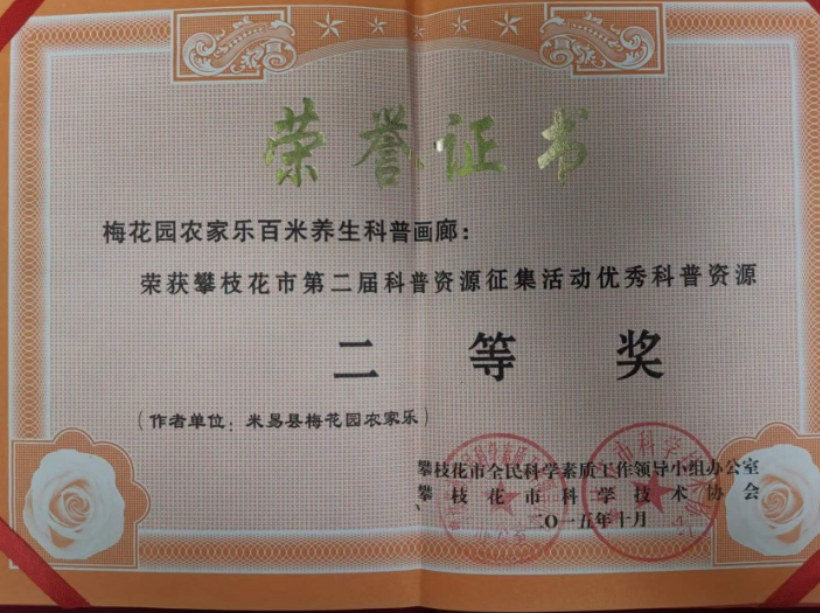 荣誉证书
梅花园农家乐百米养生科普画廊：
荣获攀枝花市第二届科普资源征集活动优秀科普资源
二等奖
（作者单位：米易县梅花园农家乐）
攀枝花市全民科学素质工作领导小组办公室
攀枝花市科学技术协会
二〇一五年十月